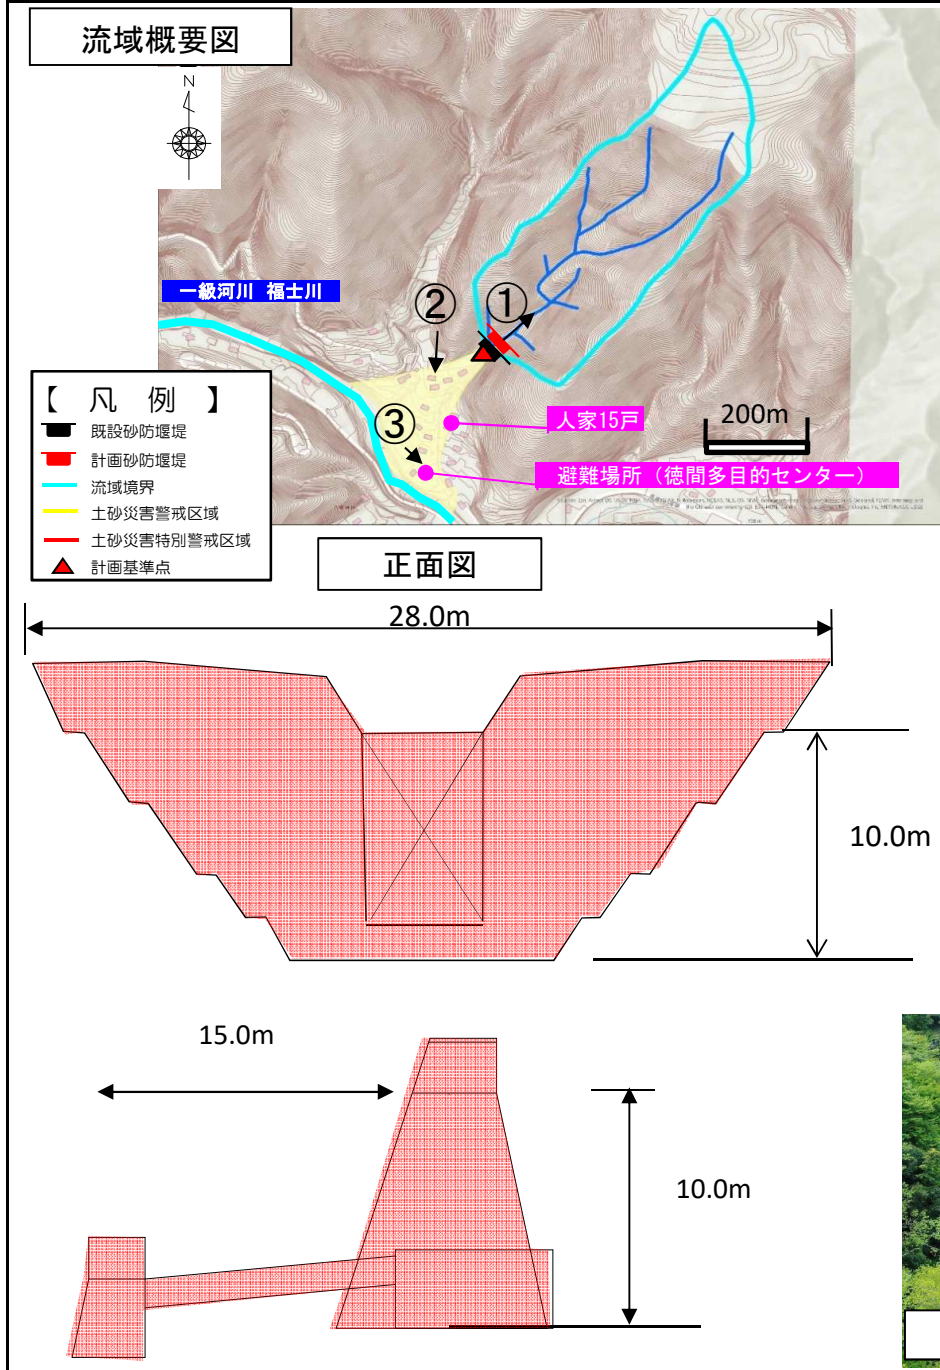 流域概要図
N
一級河川 福士川
②
①
③
人家15戸
200m
避難場所（徳間多目的センター）
【 凡 例 】
既設砂防堰堤
計画砂防堰堤
流域境界
土砂災害警戒区域
土砂災害特別警戒区域
計画基準点
正面図
28.0m
10.0m
15.0m
10.0m